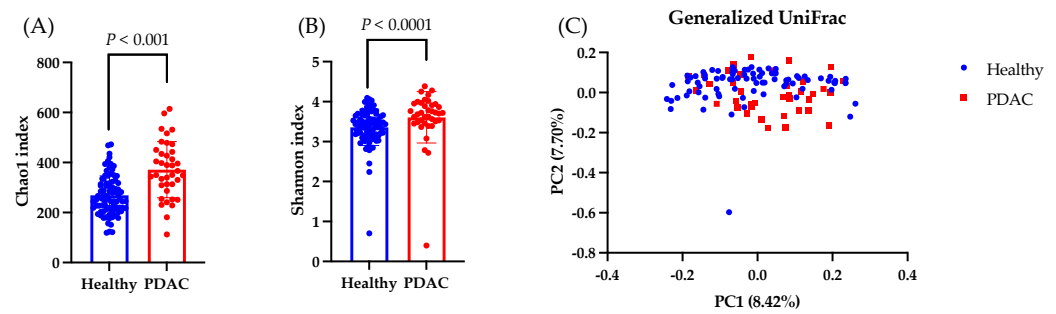 (A)
P < 0.001
800
600
400
200
0
Chao1 index
Healthy PDAC
(B)
P < 0.0001
5
4
3
2
1
0
Shannon index
Healthy PDAC
(C)
Generalized UniFrac
0.2
0.0
-0.2
-0.4
-0.6
-0.8
PC2 (7.70%)
-0.4 -0.2 0.0 0.2 0.4
PC1 (8.42%)
Healthy
PDAC